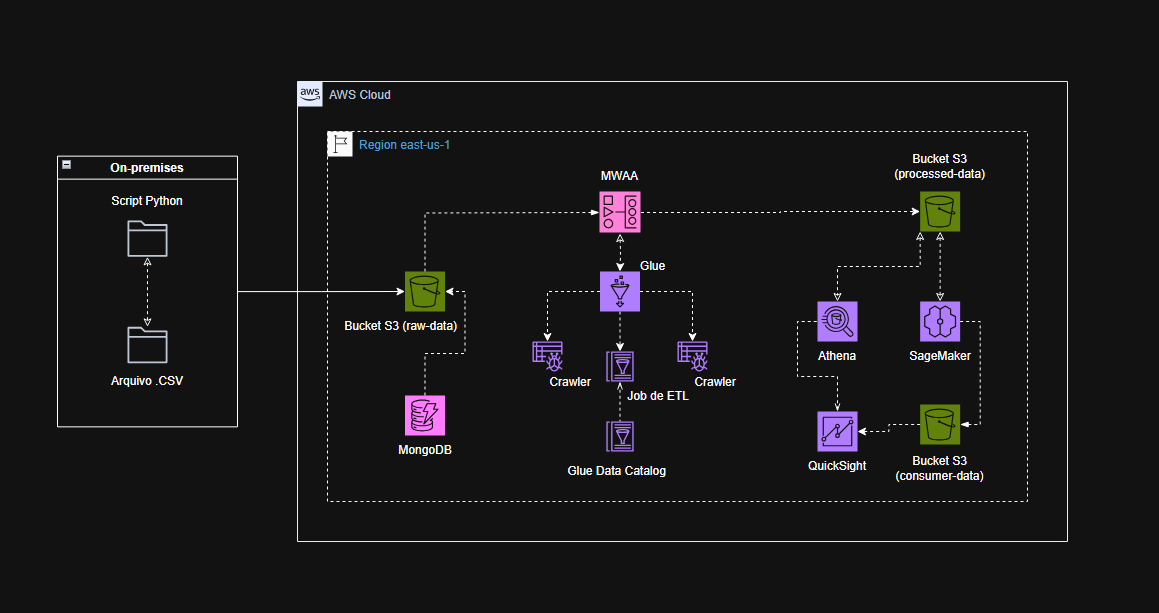 aws
AWS Cloud
Region east-us-1
On-premises
Script Python
Arquivo .CSV
Bucket S3 (raw-data)
MongoDB
MWAA
Glue
Crawler
Crawler
Job de ETL
Glue Data Catalog
Bucket S3
(processed-data)
Athena
SageMaker
QuickSight
Bucket S3
(consumer-data)